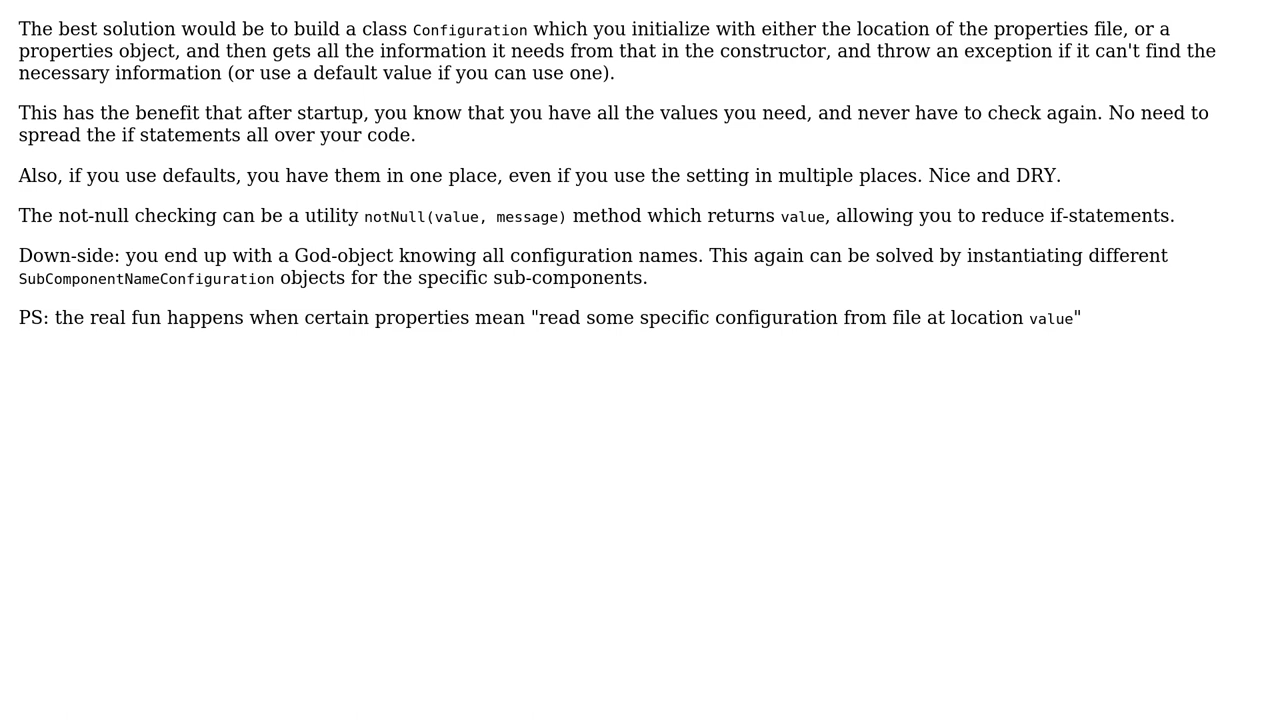 The best solution would be to build a class Configuration which you initialize with either the location of the properties file, or a
properties object, and then gets all the information it needs from that in the constructor, and throw an exception if it can't find the
necessary information (or use a default value if you can use one).
This has the benefit that after startup, you know that you have all the values you need, and never have to check again. No need to
spread the if statements all over your code.
Also, if you use defaults, you have them in one place, even if you use the setting in multiple places. Nice and DRY.
The not-null checking can be a utility notNull(value, message) method which returns value, allowing you to reduce if-statements.
Down-side: you end up with a God-object knowing all configuration names. This again can be solved by instantiating different
SubComponentNameConfiguration objects for the specific sub-components.
PS: the real fun happens when certain properties mean "read some specific configuration from file at location value"